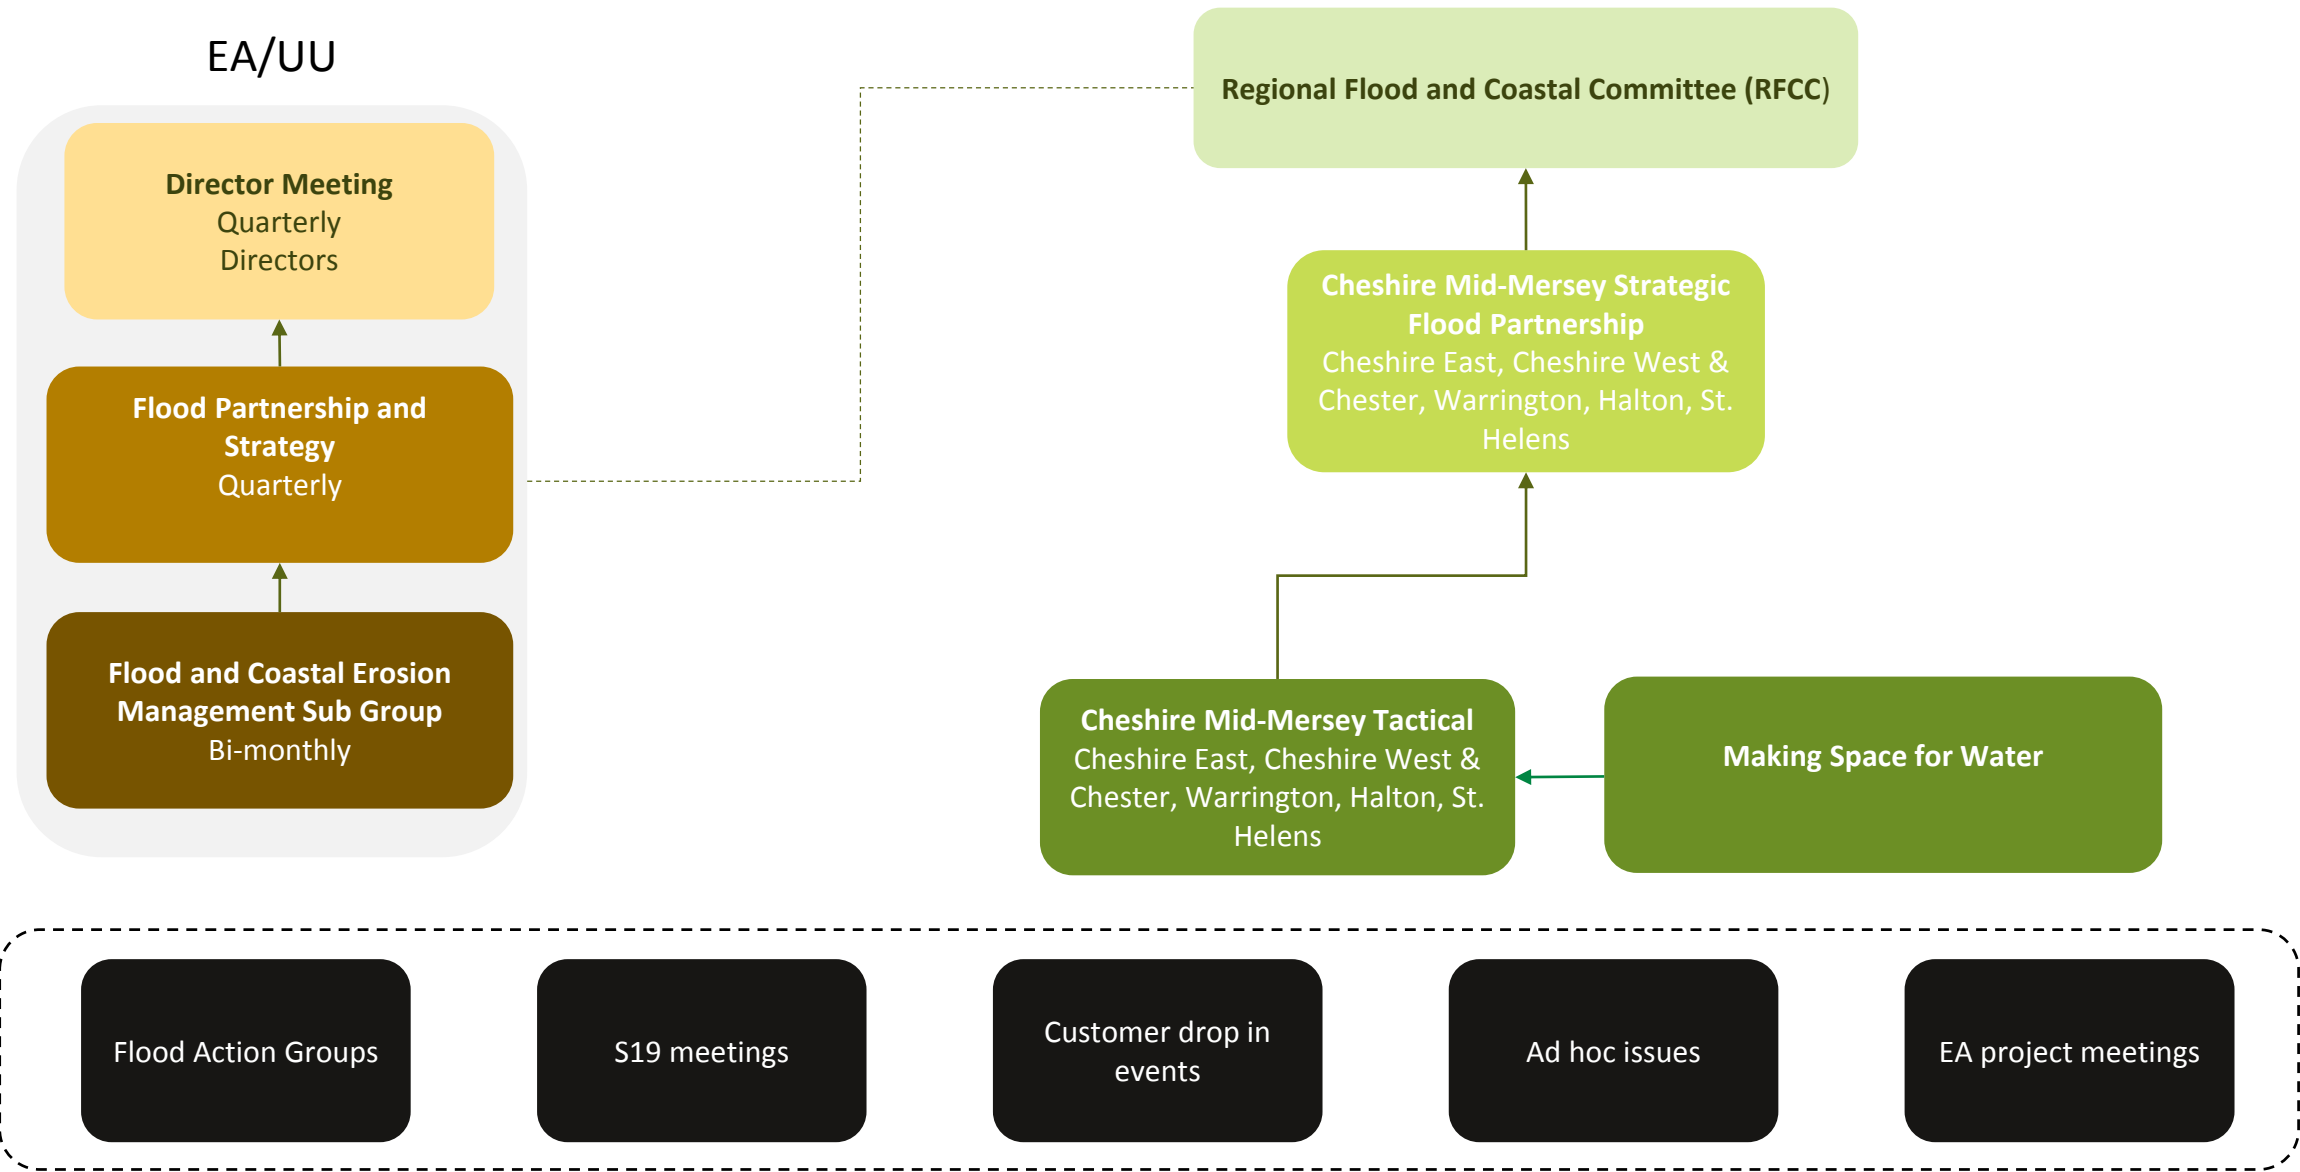 EA/UU
Director Meeting
Quarterly
Directors
Flood Partnership and
Strategy
Quarterly
Flood and Coastal Erosion
Management Sub Group
Bi-monthly
Regional Flood and Coastal Committee (RFCC)
Cheshire Mid-Mersey Strategic
Flood Partnership
Cheshire East, Cheshire West &
Chester, Warrington, Halton, St.
Helens
Cheshire Mid-Mersey Tactical
Cheshire East, Cheshire West &
Chester, Warrington, Halton, St.
Helens
Making Space for Water
Flood Action Groups
S19 meetings
Customer drop in
events
Ad hoc issues
EA project meetings